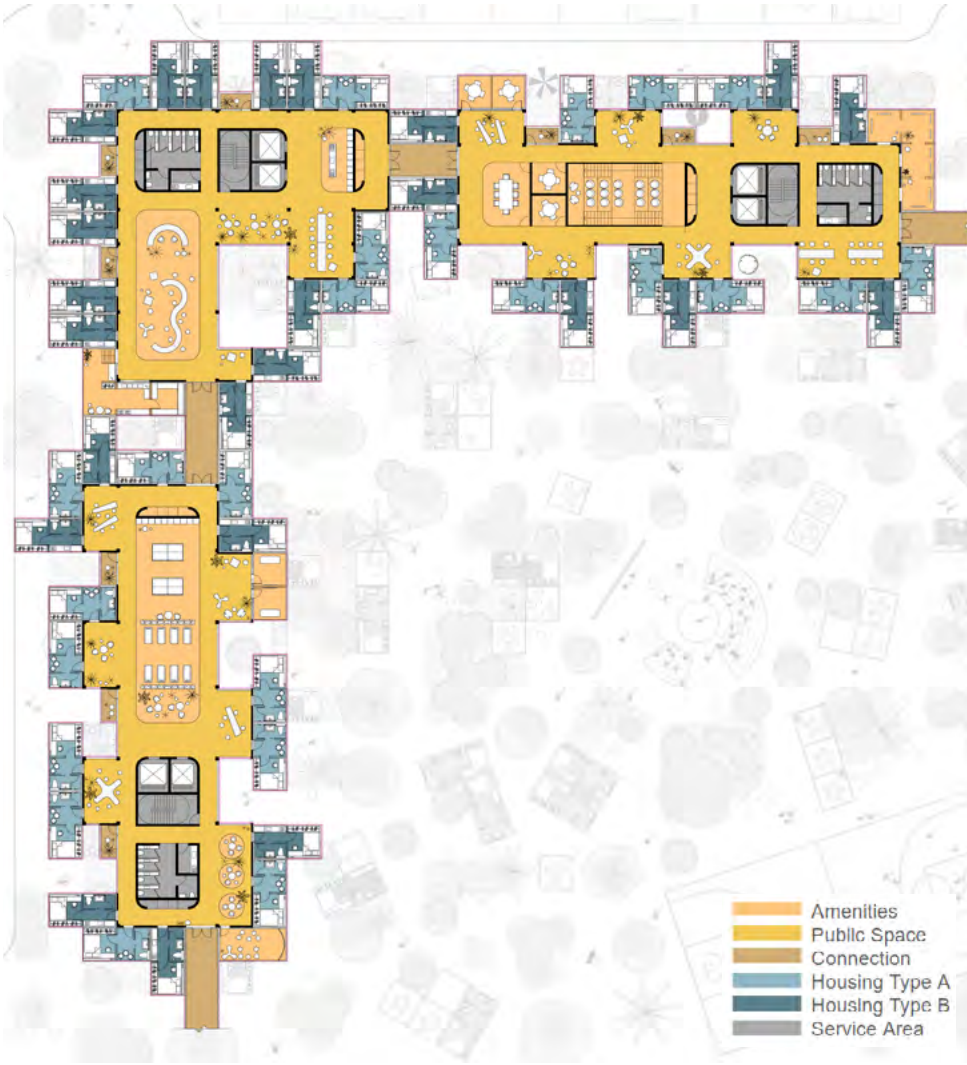 Amenities
Public Space
Connection
Housing Type A
Housing Type B
Service Area